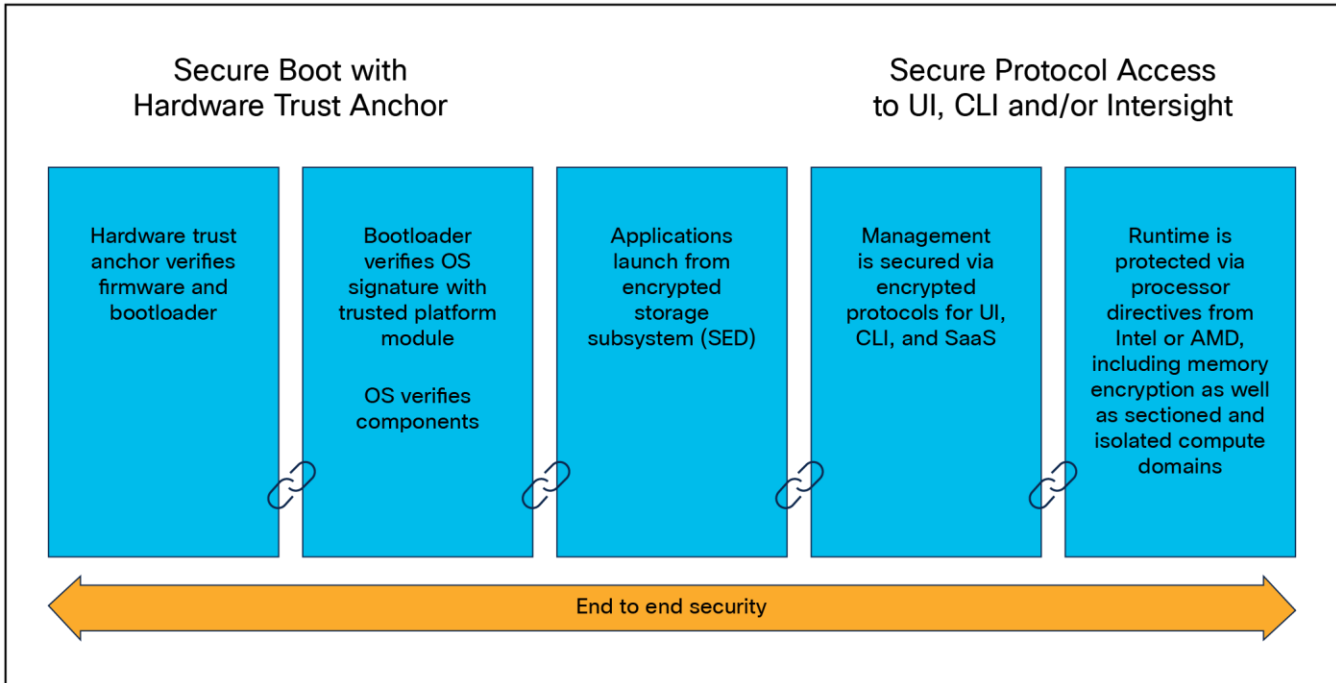 Secure Boot with
Hardware Trust Anchor
Secure Protocol Access
to UI, CLI and/or Intersight
Hardware trust
anchor verifies
firmware and
bootloader
Bootloader
verifies OS
signature with
trusted platform
module
OS verifies
components
Applications
launch from
encrypted
storage
subsystem (SED)
Management
is secured via
encrypted
protocols for UI,
CLI, and SaaS
Runtime is
protected via
processor
directives from
Intel or AMD,
including memory
encryption as well
as sectioned and
isolated compute
domains
End to end security